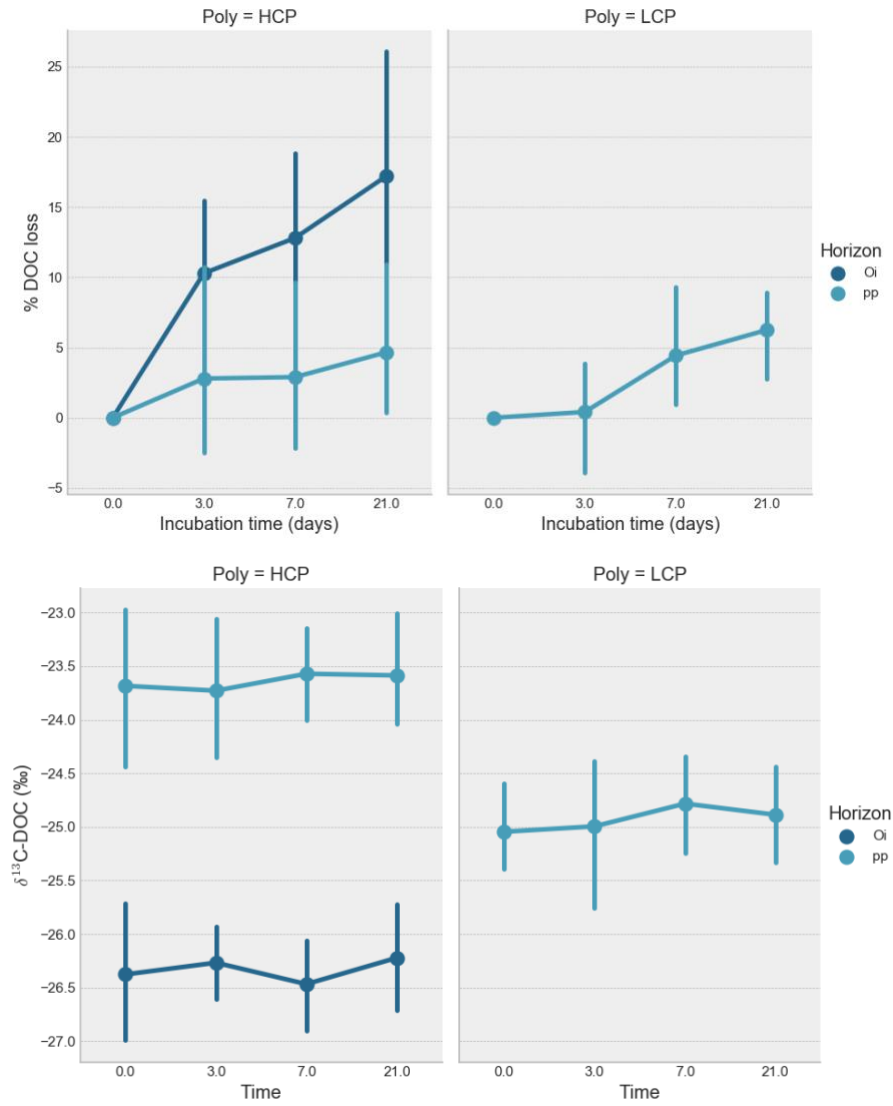 Poly = HCP
Poly = LCP
% DOC loss
25
20
15
10
5
0
−5
0.0 3.0 7.0 21.0
Incubation time (days)
0.0 3.0 7.0 21.0
Incubation time (days)
Horizon
Oi
pp
Poly = HCP
Poly = LCP
δ¹³C-DOC (‰)
−23.0
−23.5
−24.0
−24.5
−25.0
−25.5
−26.0
−26.5
−27.0
0.0 3.0 7.0 21.0
Time
0.0 3.0 7.0 21.0
Time
Horizon
Oi
pp